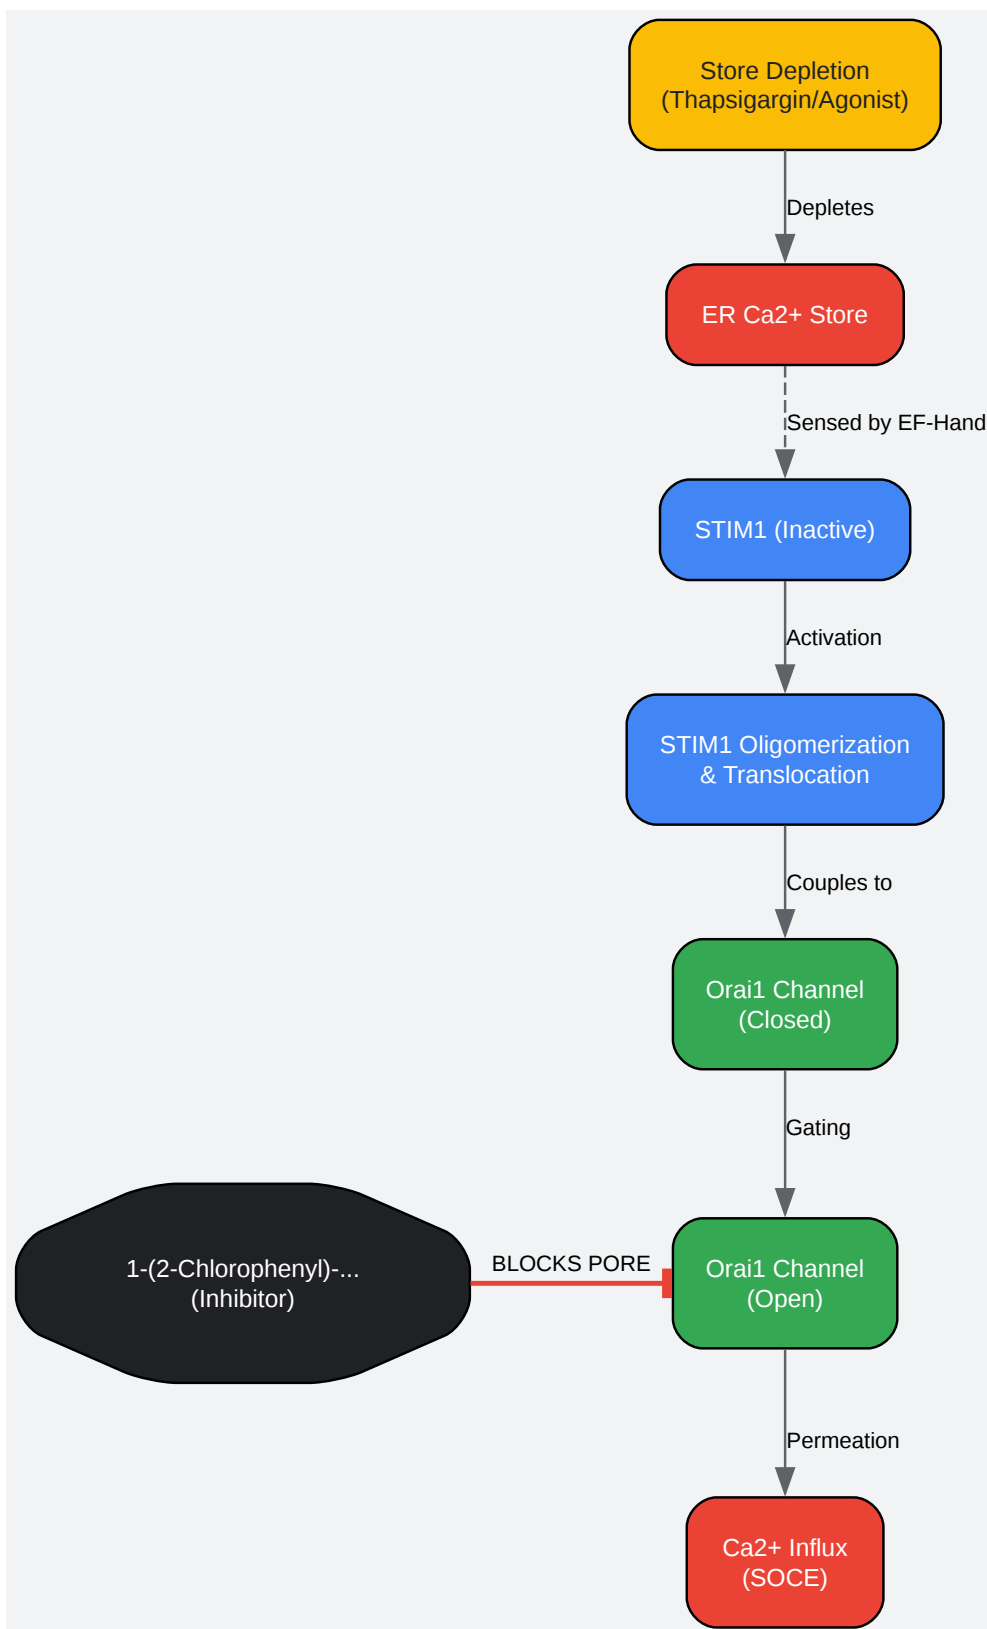 Store Depletion
(Thapsigargin/Agonist)
Depletes
ER Ca2+ Store
Sensed by EF-Hand
STIM1 (Inactive)
Activation
STIM1 Oligomerization
& Translocation
Couples to
Orai1 Channel
(Closed)
Gating
1-(2-Chlorophenyl)-...
(Inhibitor)
BLOCKS PORE
Orai1 Channel
(Open)
Permeation
Ca2+ Influx
(SOCE)